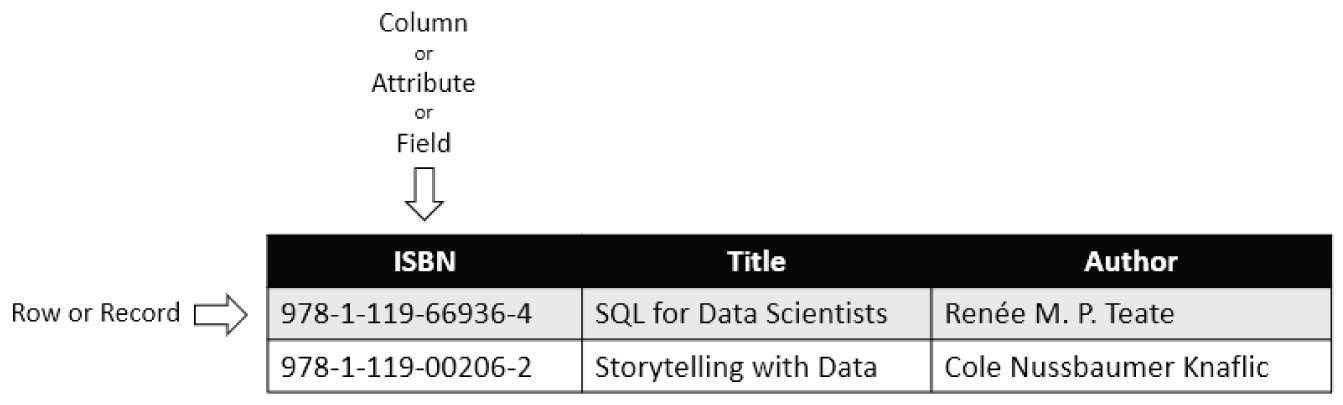 Column
or
Attribute
or
Field
ISBN Title Author
Row or Record 978-1-119-66936-4 SQL for Data Scientists Renée M. P. Teate
978-1-119-00206-2 Storytelling with Data Cole Nussbaumer Knaflic